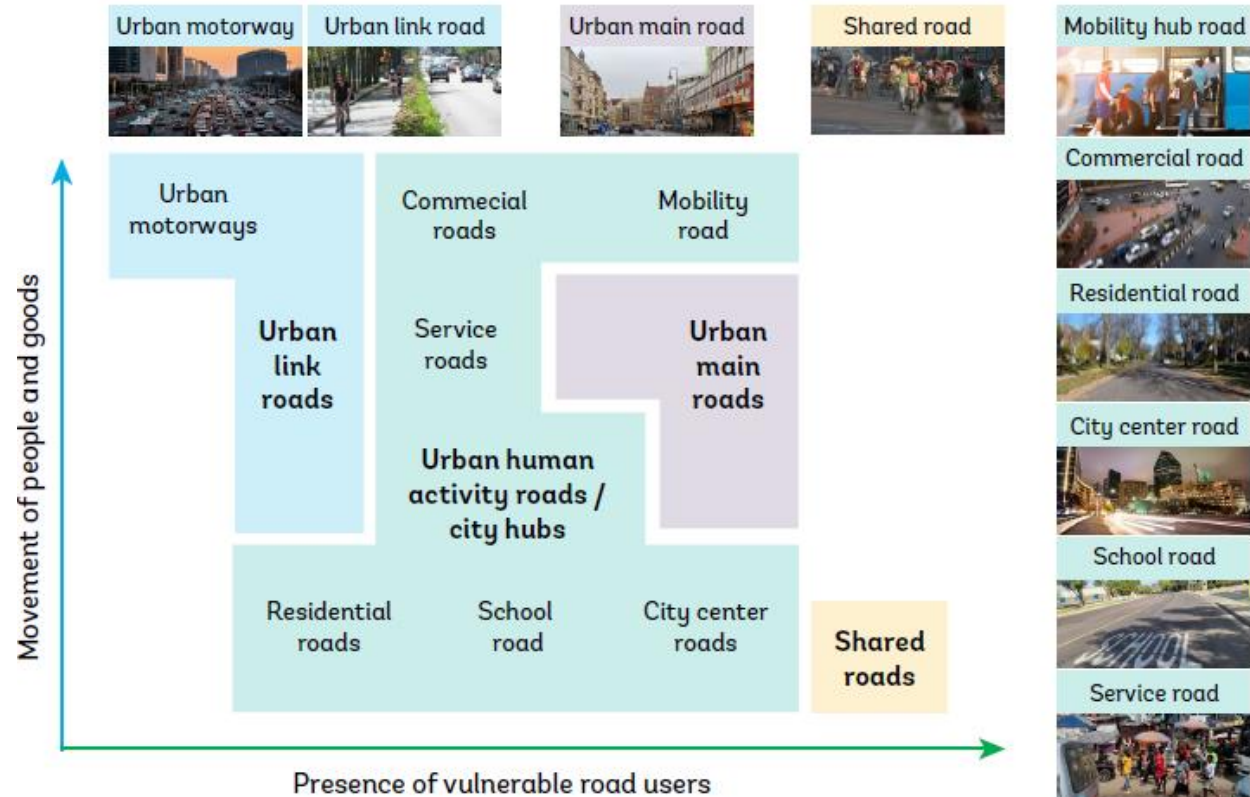 Urban motorway
Urban link road
Urban main road
Shared road
Mobility hub road
Commercial road
Residential road
City center road
School road
SCHOOL
Service road
Movement of people and goods
Urban
motorways
Commecial
roads
Mobility
road
Urban
link
roads
Service
roads
Urban
main
roads
Urban human
activity roads /
city hubs
Residential
roads
School
road
City center
roads
Shared
roads
Presence of vulnerable road users